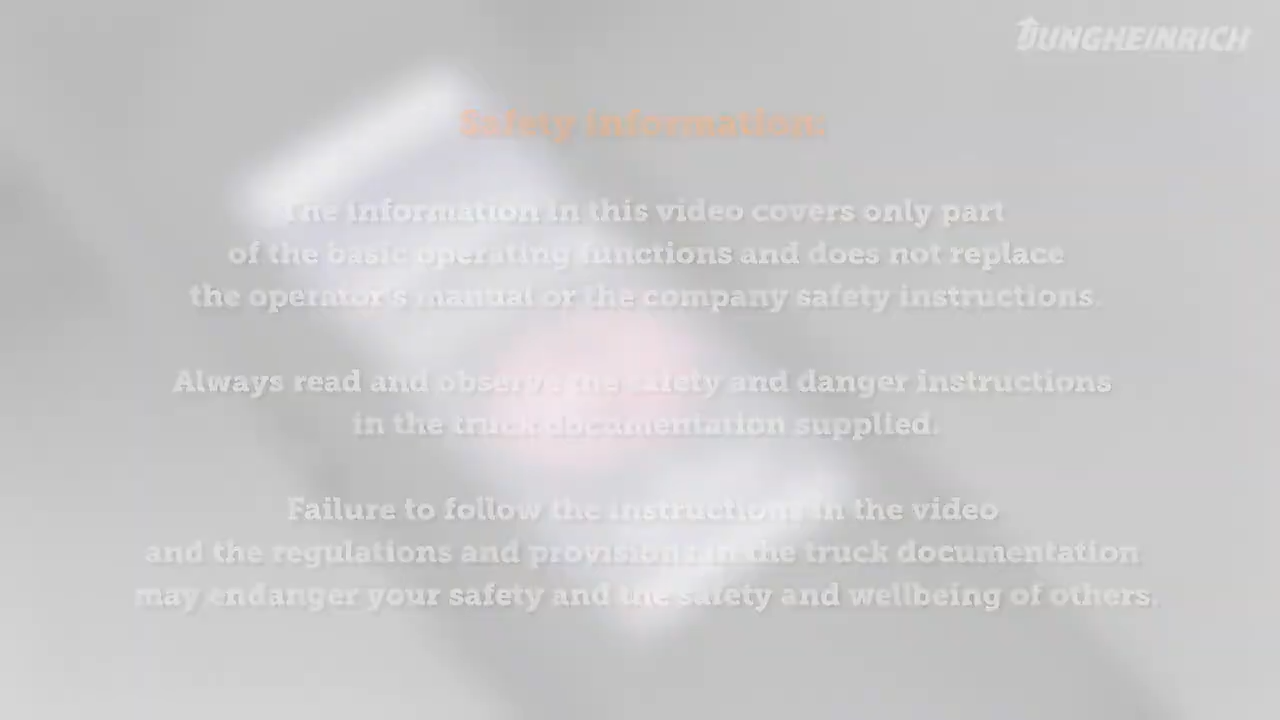 JUNGHEINRICH
Safety information:
The information in this video covers only part
of the basic operating functions and does not replace
the operator's manual or the company safety instructions.
Always read and observe the safety and danger instructions
in the truck documentation supplied.
Failure to follow the instructions in the video
and the regulations and provisions in the truck documentation
may endanger your safety and the safety and wellbeing of others.